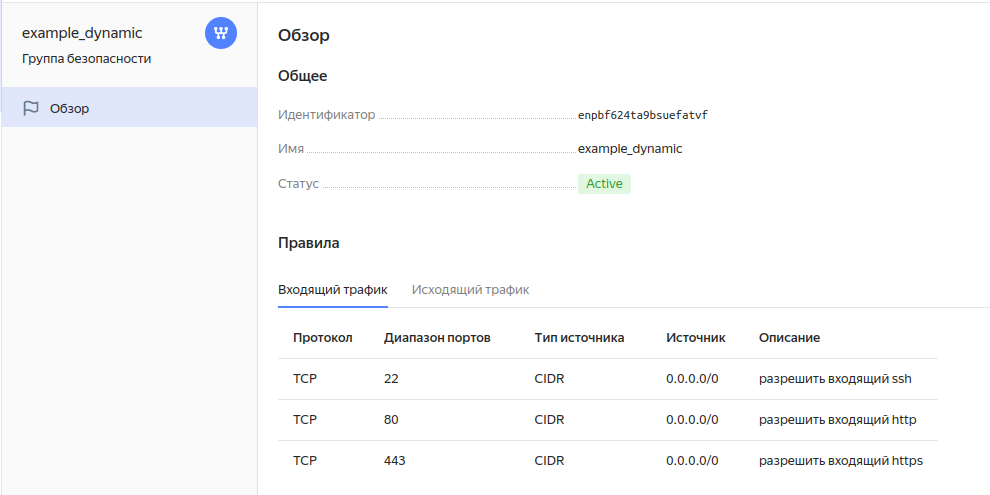 example_dynamic
Группа безопасности
Обзор
Обзор
Общее
Идентификатор enpbf624ta9bsuefatvf
Имя example_dynamic
Статус Active
Правила
Входящий трафик Исходящий трафик
Протокол Диапазон портов Тип источника Источник Описание
TCP 22 CIDR 0.0.0.0/0 разрешить входящий ssh
TCP 80 CIDR 0.0.0.0/0 разрешить входящий http
TCP 443 CIDR 0.0.0.0/0 разрешить входящий https